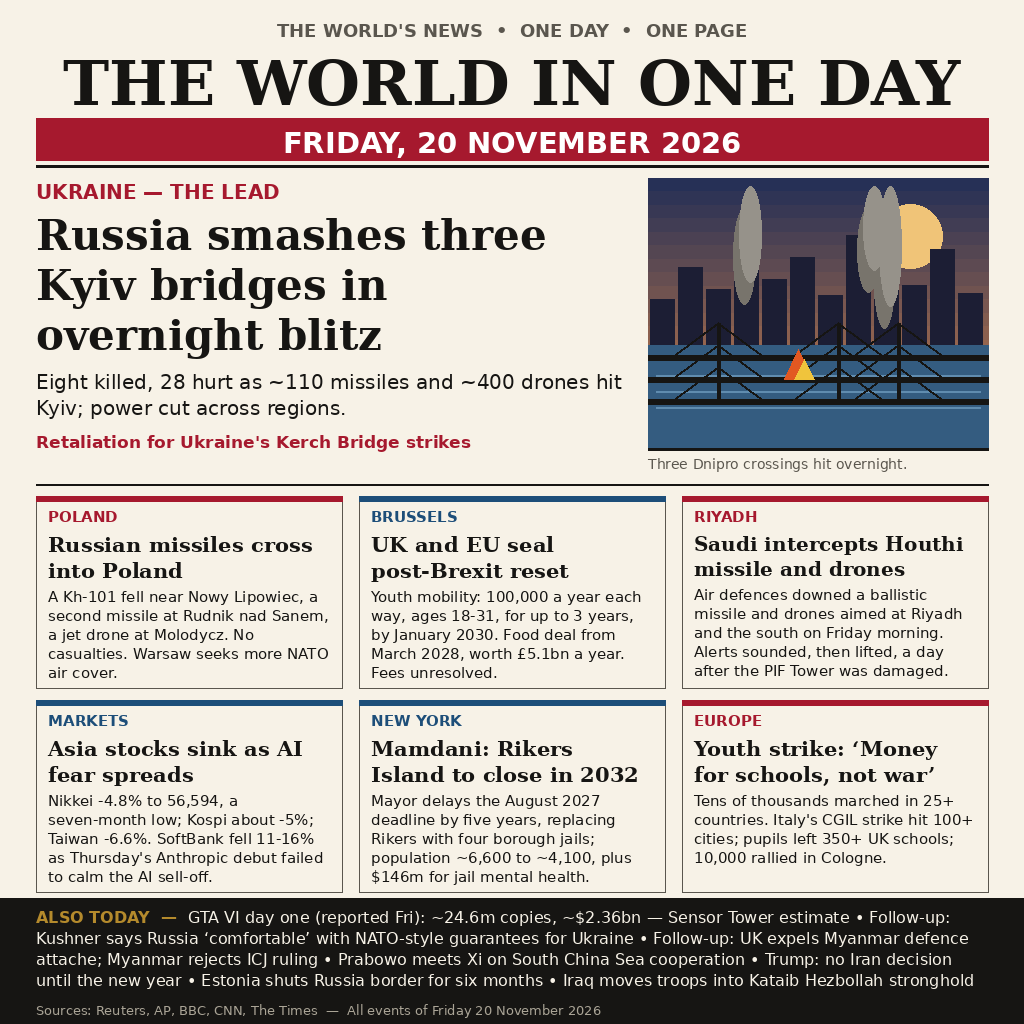 THE WORLD'S NEWS • ONE DAY • ONE PAGE
THE WORLD IN ONE DAY
FRIDAY, 20 NOVEMBER 2026
UKRAINE — THE LEAD
Russia smashes three
Kyiv bridges in
overnight blitz
Eight killed, 28 hurt as ~110 missiles and ~400 drones hit
Kyiv; power cut across regions.
Retaliation for Ukraine's Kerch Bridge strikes
Three Dnipro crossings hit overnight.
POLAND
Russian missiles cross
into Poland
A Kh-101 fell near Nowy Lipowiec, a
second missile at Rudnik nad Sanem,
a jet drone at Molodycz. No
casualties. Warsaw seeks more NATO
air cover.
BRUSSELS
UK and EU seal
post-Brexit reset
Youth mobility: 100,000 a year each
way, ages 18-31, for up to 3 years,
by January 2030. Food deal from
March 2028, worth £5.1bn a year.
Fees unresolved.
RIYADH
Saudi intercepts Houthi
missile and drones
Air defences downed a ballistic
missile and drones aimed at Riyadh
and the south on Friday morning.
Alerts sounded, then lifted, a day
after the PIF Tower was damaged.
MARKETS
Asia stocks sink as AI
fear spreads
Nikkei -4.8% to 56,594, a
seven-month low; Kospi about -5%;
Taiwan -6.6%. SoftBank fell 11-16%
as Thursday's Anthropic debut failed
to calm the AI sell-off.
NEW YORK
Mamdani: Rikers
Island to close in 2032
Mayor delays the August 2027
deadline by five years, replacing
Rikers with four borough jails;
population ~6,600 to ~4,100, plus
$146m for jail mental health.
EUROPE
Youth strike: ‘Money
for schools, not war’
Tens of thousands marched in 25+
countries. Italy's CGIL strike hit 100+
cities; pupils left 350+ UK schools;
10,000 rallied in Cologne.
ALSO TODAY — GTA VI day one (reported Fri): ~24.6m copies, ~$2.36bn — Sensor Tower estimate • Follow-up:
Kushner says Russia ‘comfortable’ with NATO-style guarantees for Ukraine • Follow-up: UK expels Myanmar defence
attache; Myanmar rejects ICJ ruling • Prabowo meets Xi on South China Sea cooperation • Trump: no Iran decision
until the new year • Estonia shuts Russia border for six months • Iraq moves troops into Kataib Hezbollah stronghold
Sources: Reuters, AP, BBC, CNN, The Times — All events of Friday 20 November 2026